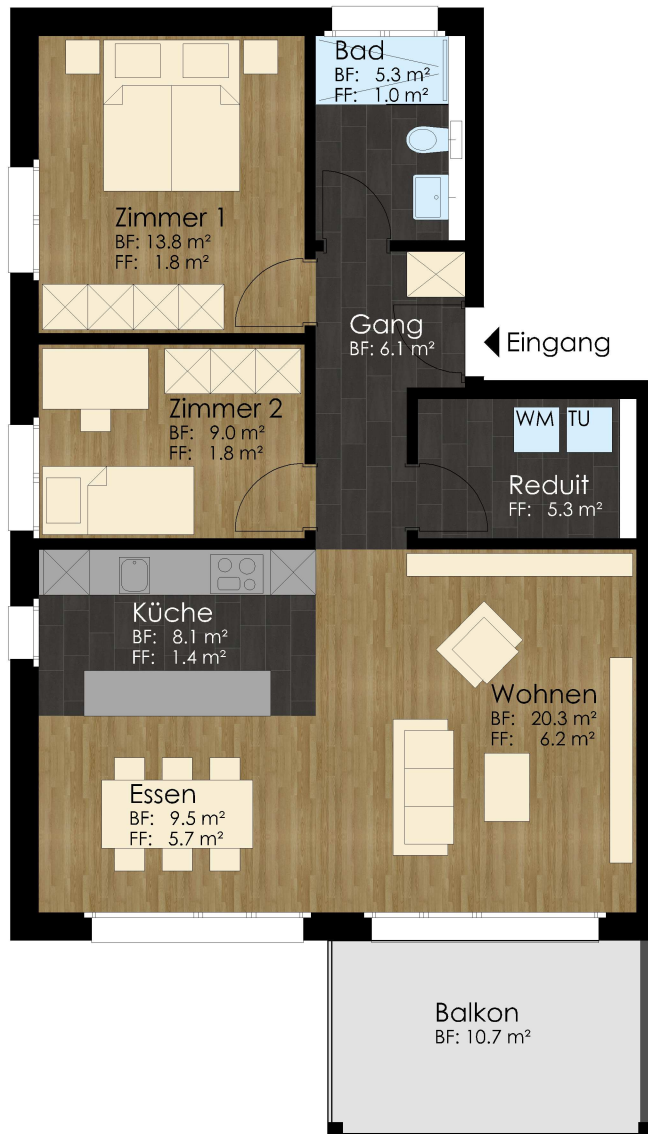 Bad
BF: 5.3 m²
FF: 1.0 m²
Zimmer 1
BF: 13.8 m²
FF: 1.8 m²
Gang
BF: 6.1 m²
Eingang
Zimmer 2
BF: 9.0 m²
FF: 1.8 m²
WM TU
Reduit
FF: 5.3 m²
Küche
BF: 8.1 m²
FF: 1.4 m²
Wohnen
BF: 20.3 m²
FF: 6.2 m²
Essen
BF: 9.5 m²
FF: 5.7 m²
Balkon
BF: 10.7 m²